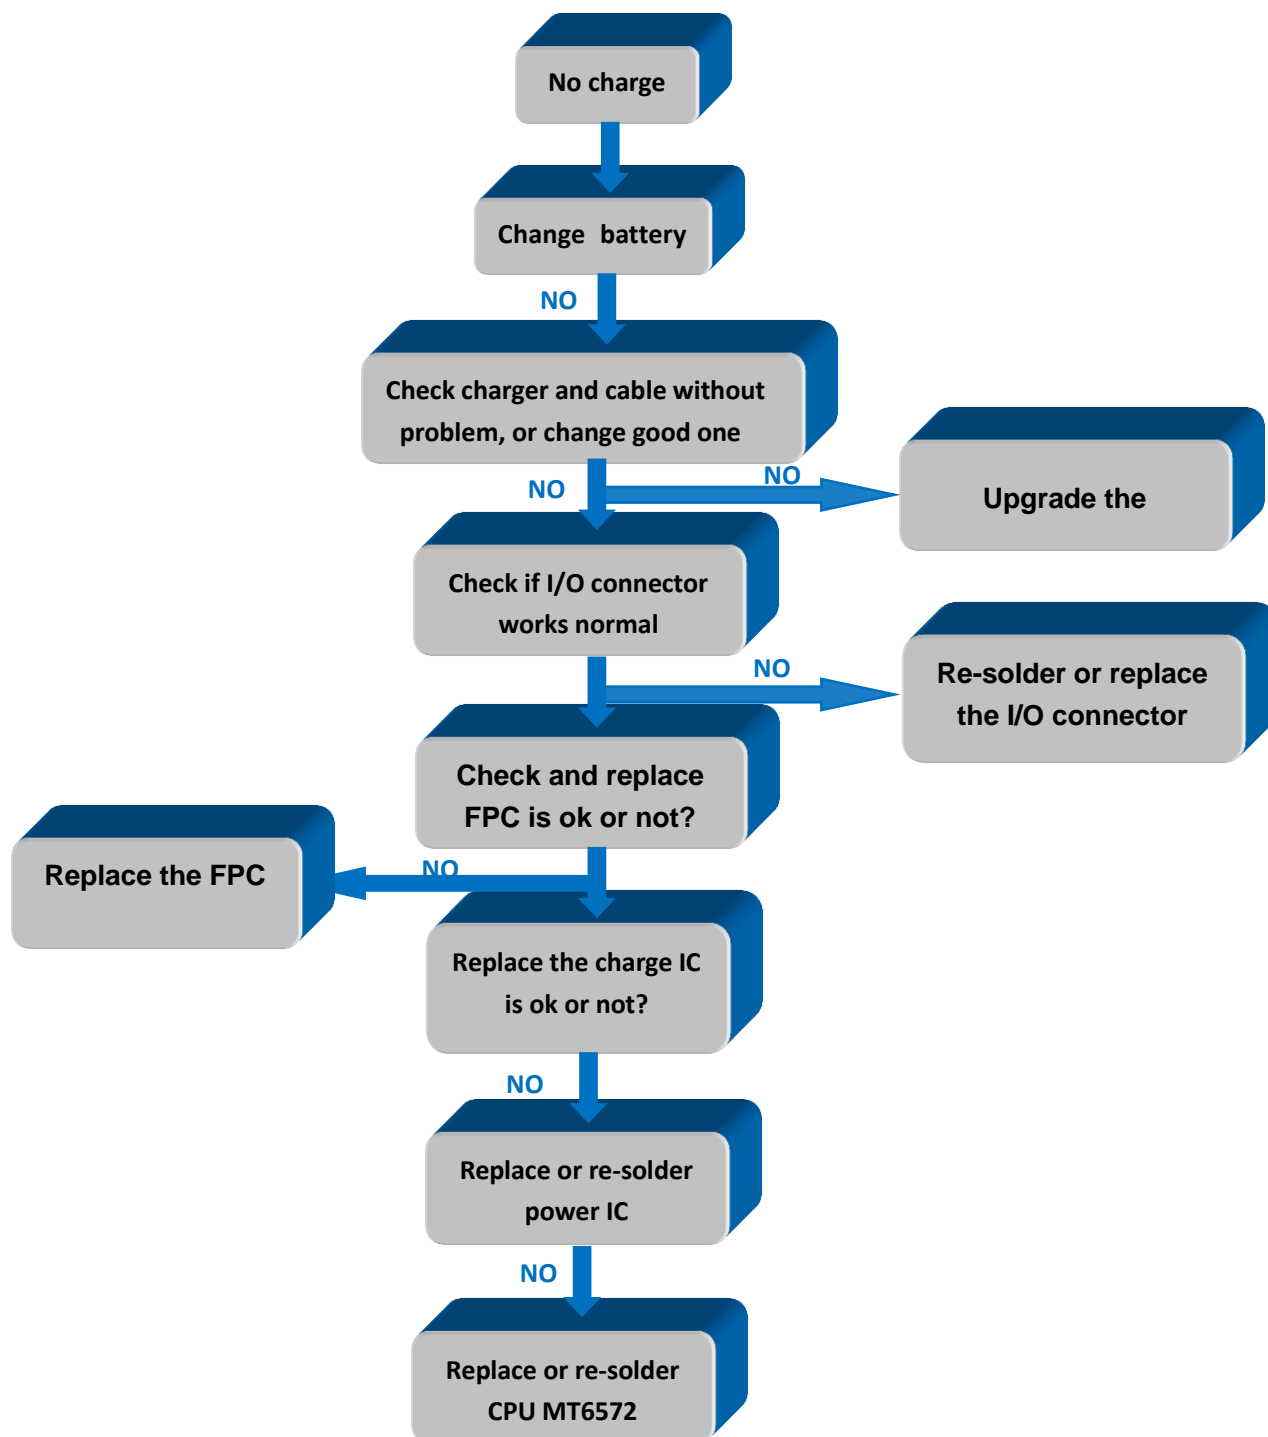 No charge
Change battery
NO
Check charger and cable without
problem, or change good one
NO
NO
Upgrade the
Check if I/O connector
works normal
NO
Re-solder or replace
the I/O connector
Check and replace
FPC is ok or not?
NO
Replace the FPC
Replace the charge IC
is ok or not?
NO
Replace or re-solder
power IC
NO
Replace or re-solder
CPU MT6572